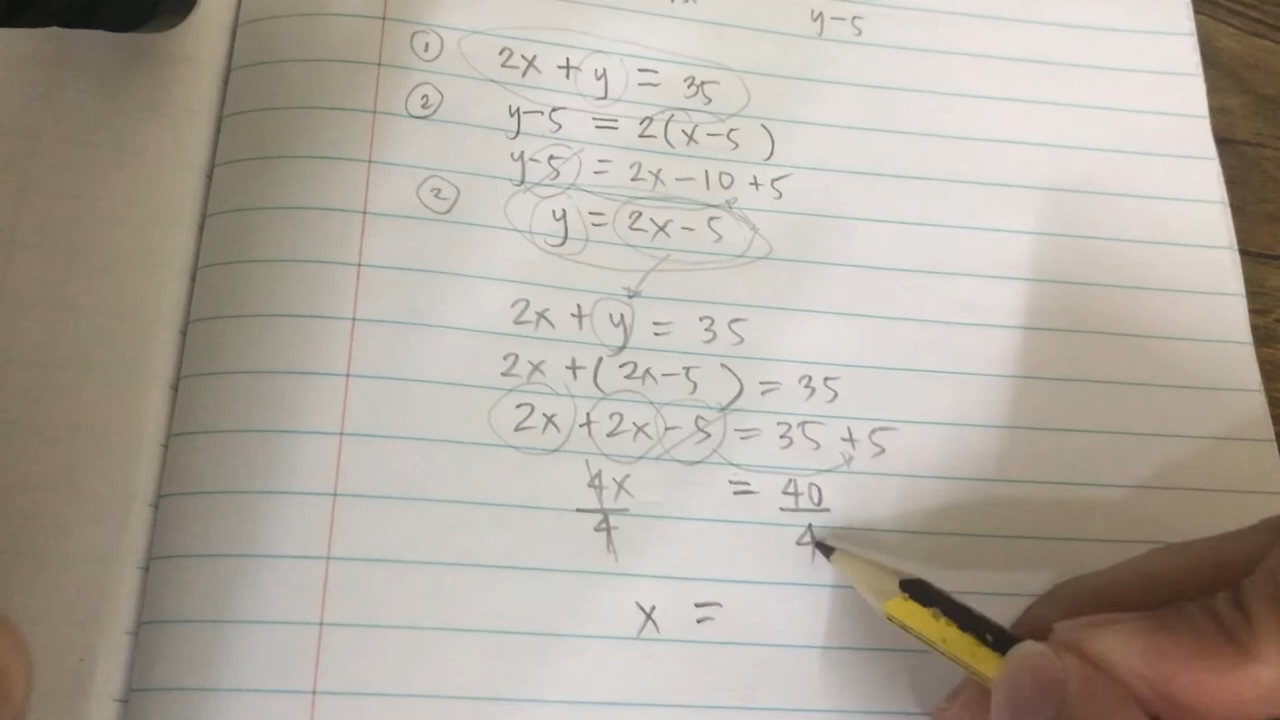 y-5
① 2x + y = 35
② y-5 = 2(x-5)
y-5 = 2x-10+5
② y = 2x-5
2x + y = 35
2x + (2x-5) = 35
2x + 2x - 5 = 35 + 5
4x = 40
4 4
x =